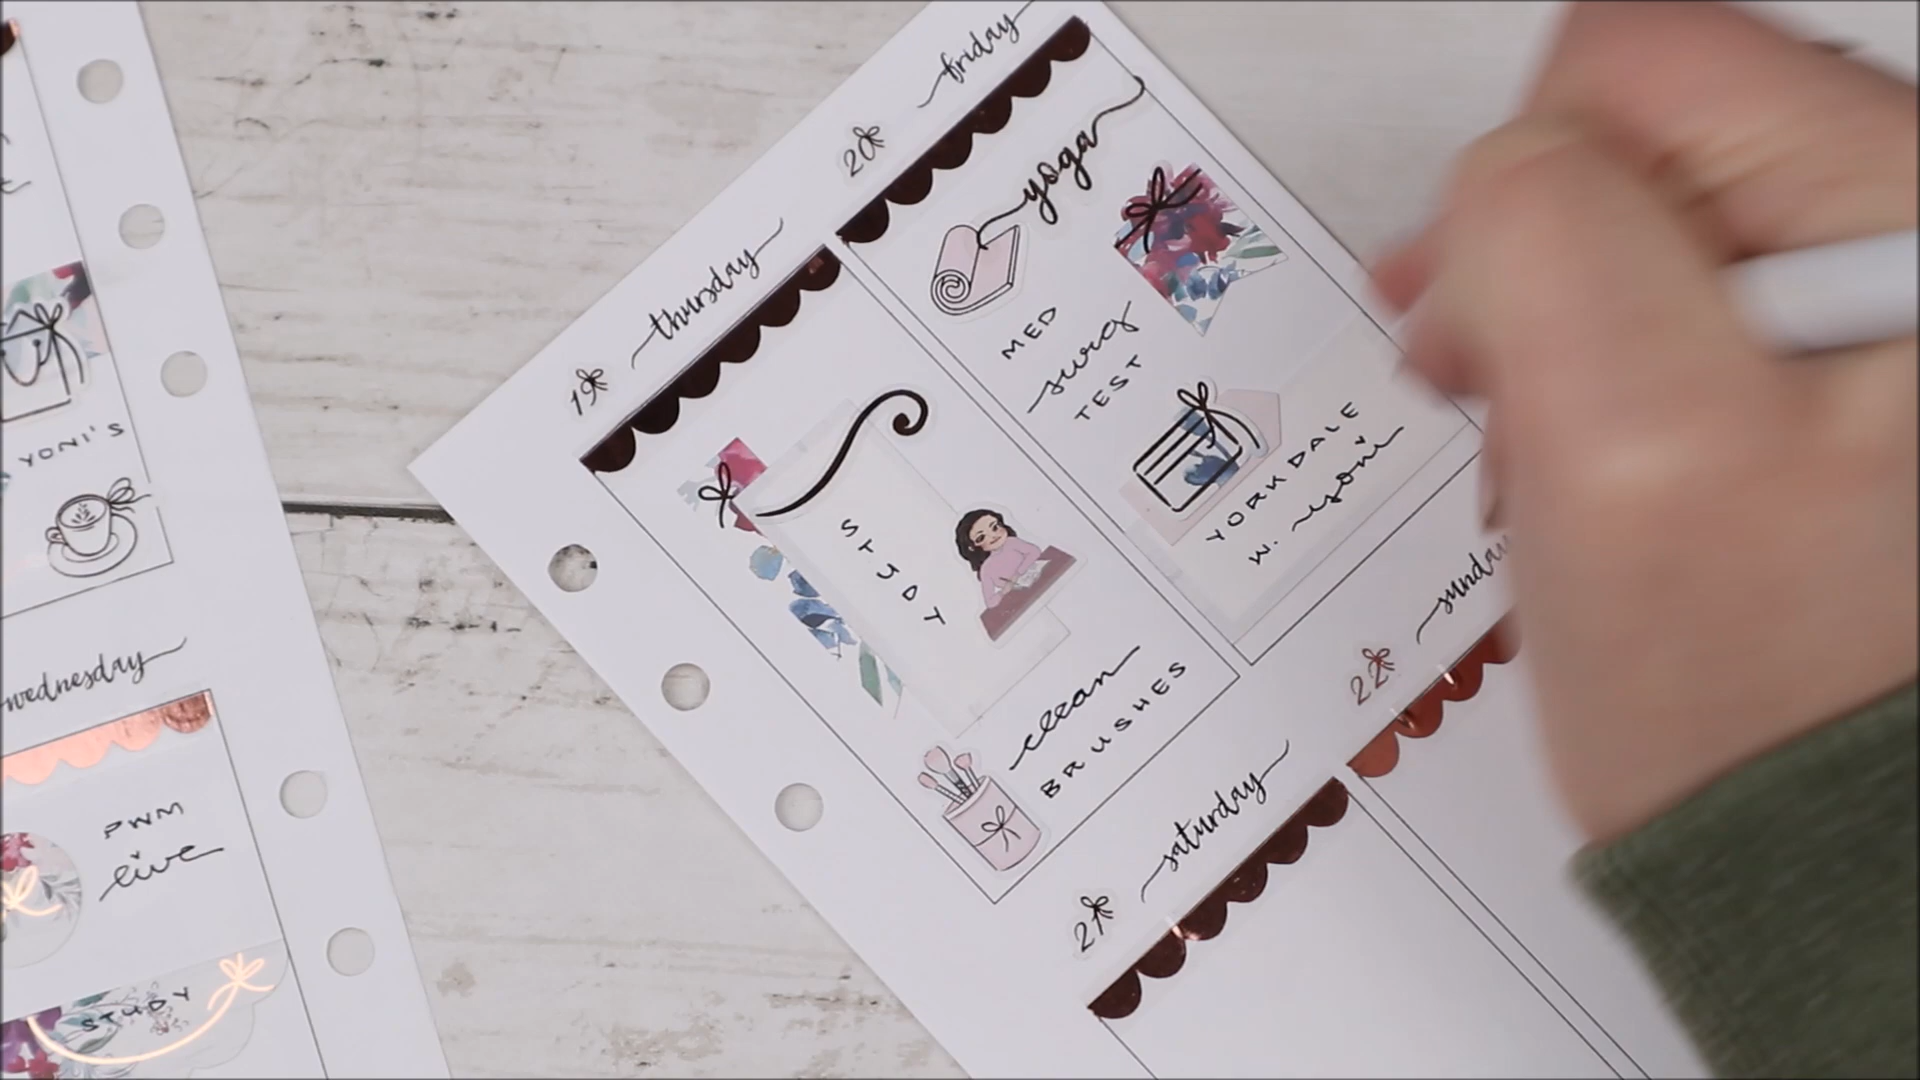 YONI'S
wednesday
PWM
live
STUDY
19
thursday
STUDY
clean
BRUSHES
20
friday
yoga
MED
surg
TEST
YORKDALE
W. yoni
21
saturday
22
sunday